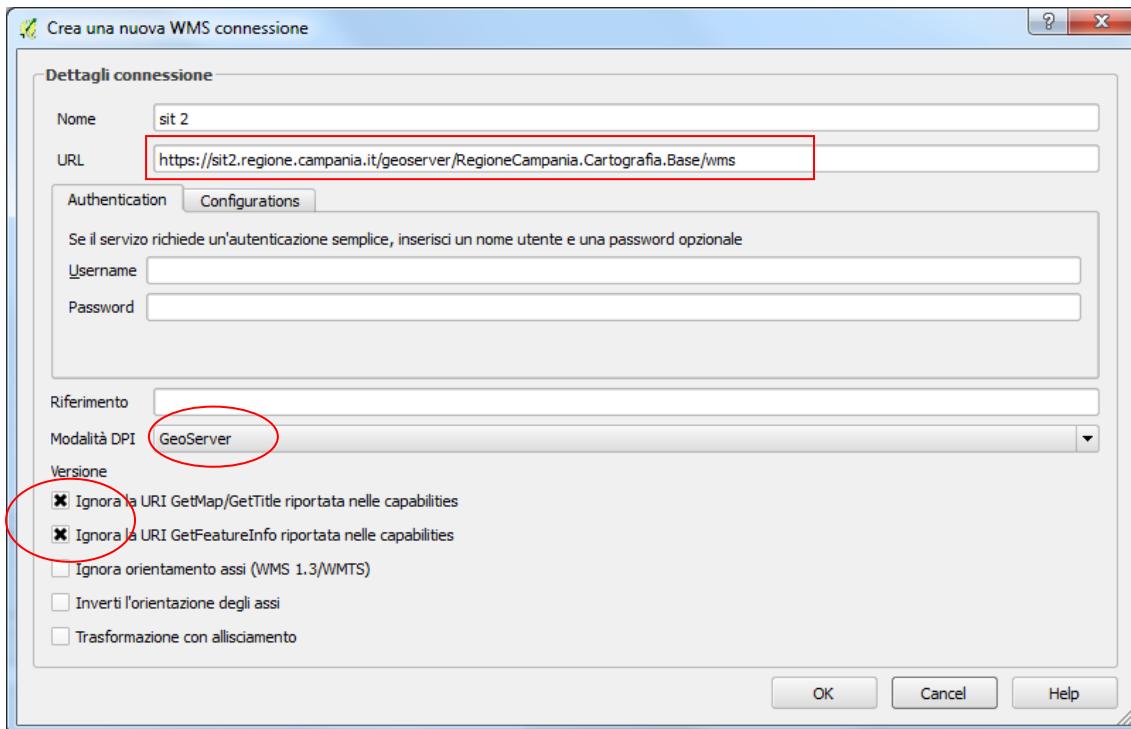 Crea una nuova WMS connessione
Dettagli connessione
Nome sit 2
URL https://sit2.regione.campania.it/geoserver/RegioneCampania.Cartografia.Base/wms
Authentication Configurations
Se il servizo richiede un'autenticazione semplice, inserisci un nome utente e una password opzionale
Username
Password
Riferimento
Modalità DPI GeoServer
Versione
Ignora la URI GetMap/GetTitle riportata nelle capabilities
Ignora la URI GetFeatureInfo riportata nelle capabilities
Ignora orientamento assi (WMS 1.3/WMTS)
Inverti l'orientazione degli assi
Trasformazione con allisciamento
OK Cancel Help